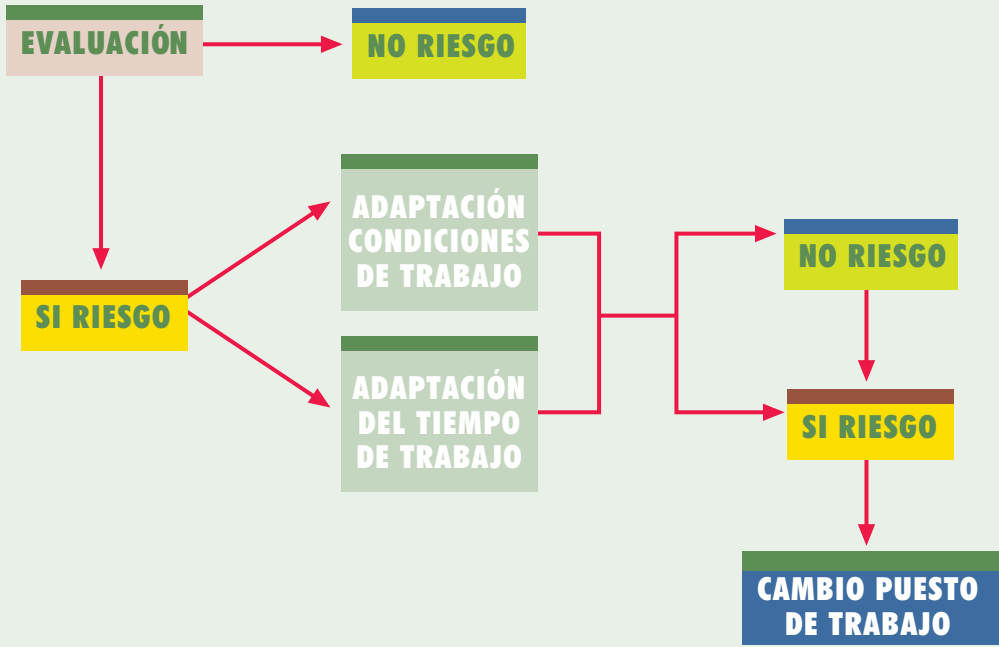 EVALUACIÓN
NO RIESGO
SI RIESGO
ADAPTACIÓN
CONDICIONES
DE TRABAJO
ADAPTACIÓN
DEL TIEMPO
DE TRABAJO
NO RIESGO
SI RIESGO
CAMBIO PUESTO
DE TRABAJO